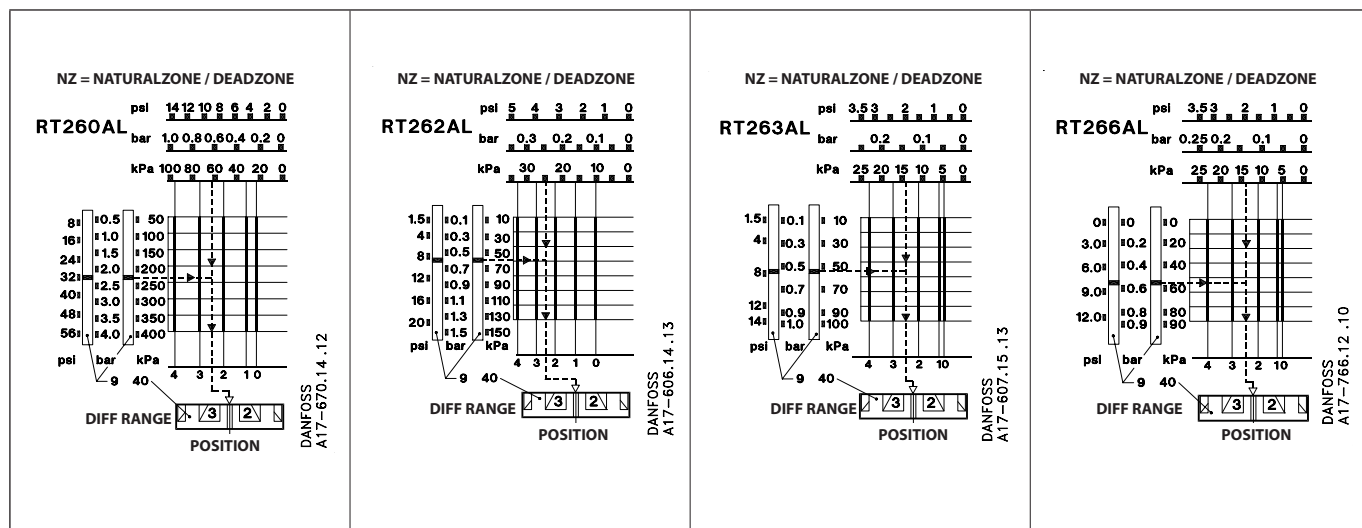 NZ = NATURALZONE / DEADZONE
RT260AL
psi 14 12 10 8 6 4 2 0
bar 1.0 0.8 0.6 0.4 0.2 0
kPa 100 80 60 40 20 0
0.5 50
8
1.0 100
16
1.5 150
24
2.0 200
32
2.5 250
40
3.0 300
48
3.5 350
56
4.0 400
psi bar kPa
4 3 2 1 0
9 40
DIFF RANGE
3 2
POSITION
DANFOSS
A17-670.14.12
NZ = NATURALZONE / DEADZONE
RT262AL
psi 5 4 3 2 1 0
bar 0.3 0.2 0.1 0
kPa 30 20 10 0
1.5 0.1 10
4 0.3 30
8 0.5 50
0.7 70
12 0.9 90
16 1.1 110
20 1.3 130
1.5 150
psi bar kPa
4 3 2 1 0
9 40
DIFF RANGE
3 2
POSITION
DANFOSS
A17-606.14.13
NZ = NATURALZONE / DEADZONE
RT263AL
psi 3.5 3 2 1 0
bar 0.2 0.1 0
kPa 25 20 15 10 5 0
1.5 0.1 10
4 0.3 30
8 0.5 50
0.7 70
12 0.9 90
14 1.0 100
psi bar kPa
4 3 2 1 0
9 40
DIFF RANGE
3 2
POSITION
DANFOSS
A17-607.15.13
NZ = NATURALZONE / DEADZONE
RT266AL
psi 3.5 3 2 1 0
bar 0.25 0.2 0.1 0
kPa 25 20 15 10 5 0
0 0 0
3.0 0.2 20
6.0 0.4 40
9.0 0.6 60
12.0 0.8 80
0.9 90
psi bar kPa
4 3 2 1 0
9 40
DIFF RANGE
3 2
POSITION
DANFOSS
A17-766.12.10